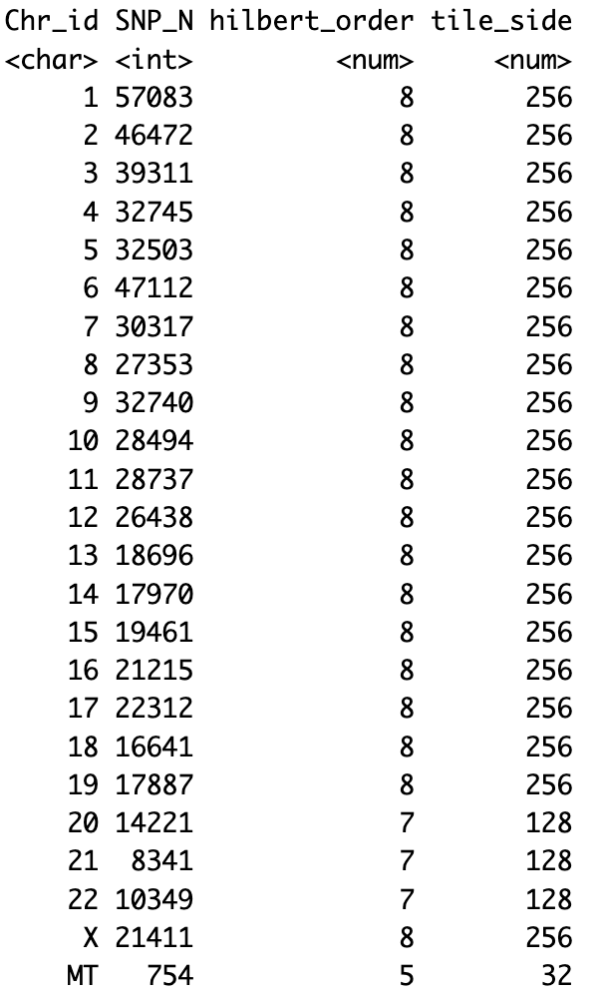 Chr_id SNP_N hilbert_order tile_side
<char> <int> <num> <num>
1 57083 8 256
2 46472 8 256
3 39311 8 256
4 32745 8 256
5 32503 8 256
6 47112 8 256
7 30317 8 256
8 27353 8 256
9 32740 8 256
10 28494 8 256
11 28737 8 256
12 26438 8 256
13 18696 8 256
14 17970 8 256
15 19461 8 256
16 21215 8 256
17 22312 8 256
18 16641 8 256
19 17887 8 256
20 14221 7 128
21 8341 7 128
22 10349 7 128
X 21411 8 256
MT 754 5 32